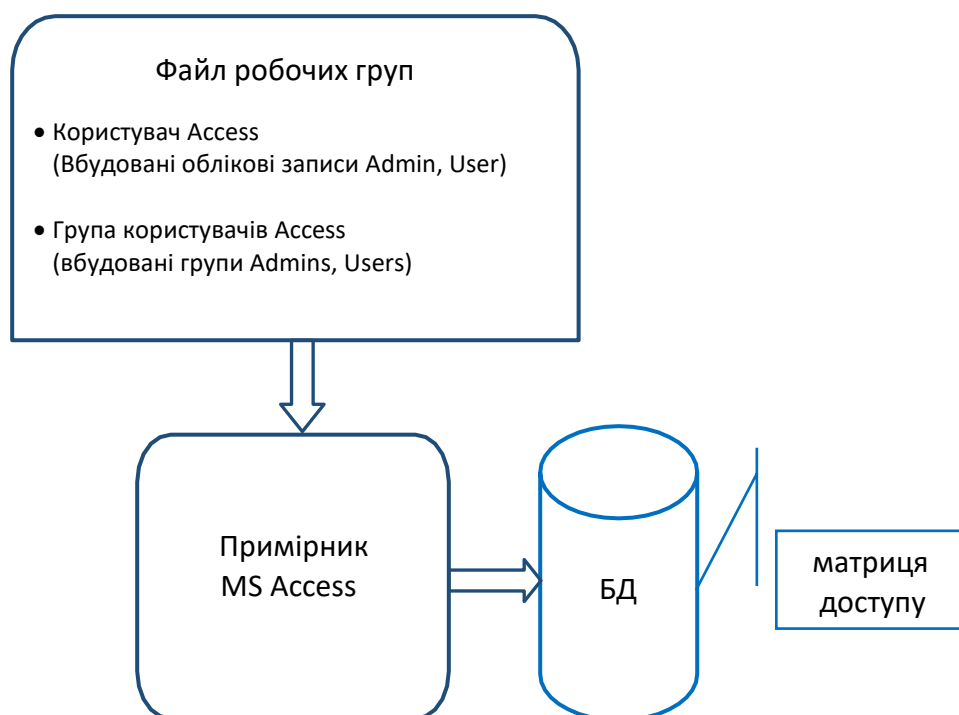 Файл робочих груп
• Користувач Access
(Вбудовані облікові записи Admin, User)
• Група користувачів Access
(вбудовані групи Admins, Users)
Примірник
MS Access
БД
матриця
доступу